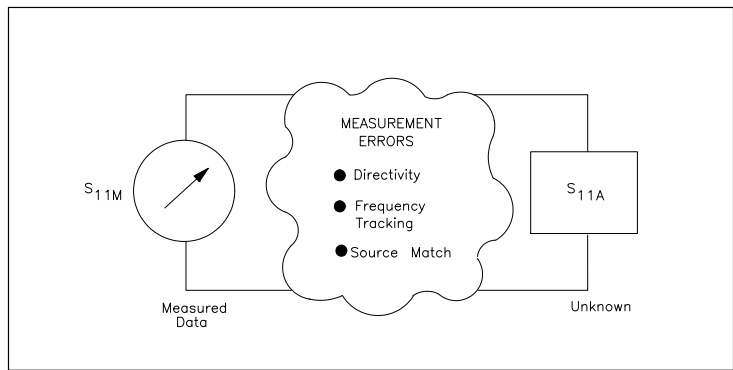 MEASUREMENT
ERRORS
● Directivity
● Frequency
Tracking
● Source Match
S11M
S11A
Measured
Data
Unknown